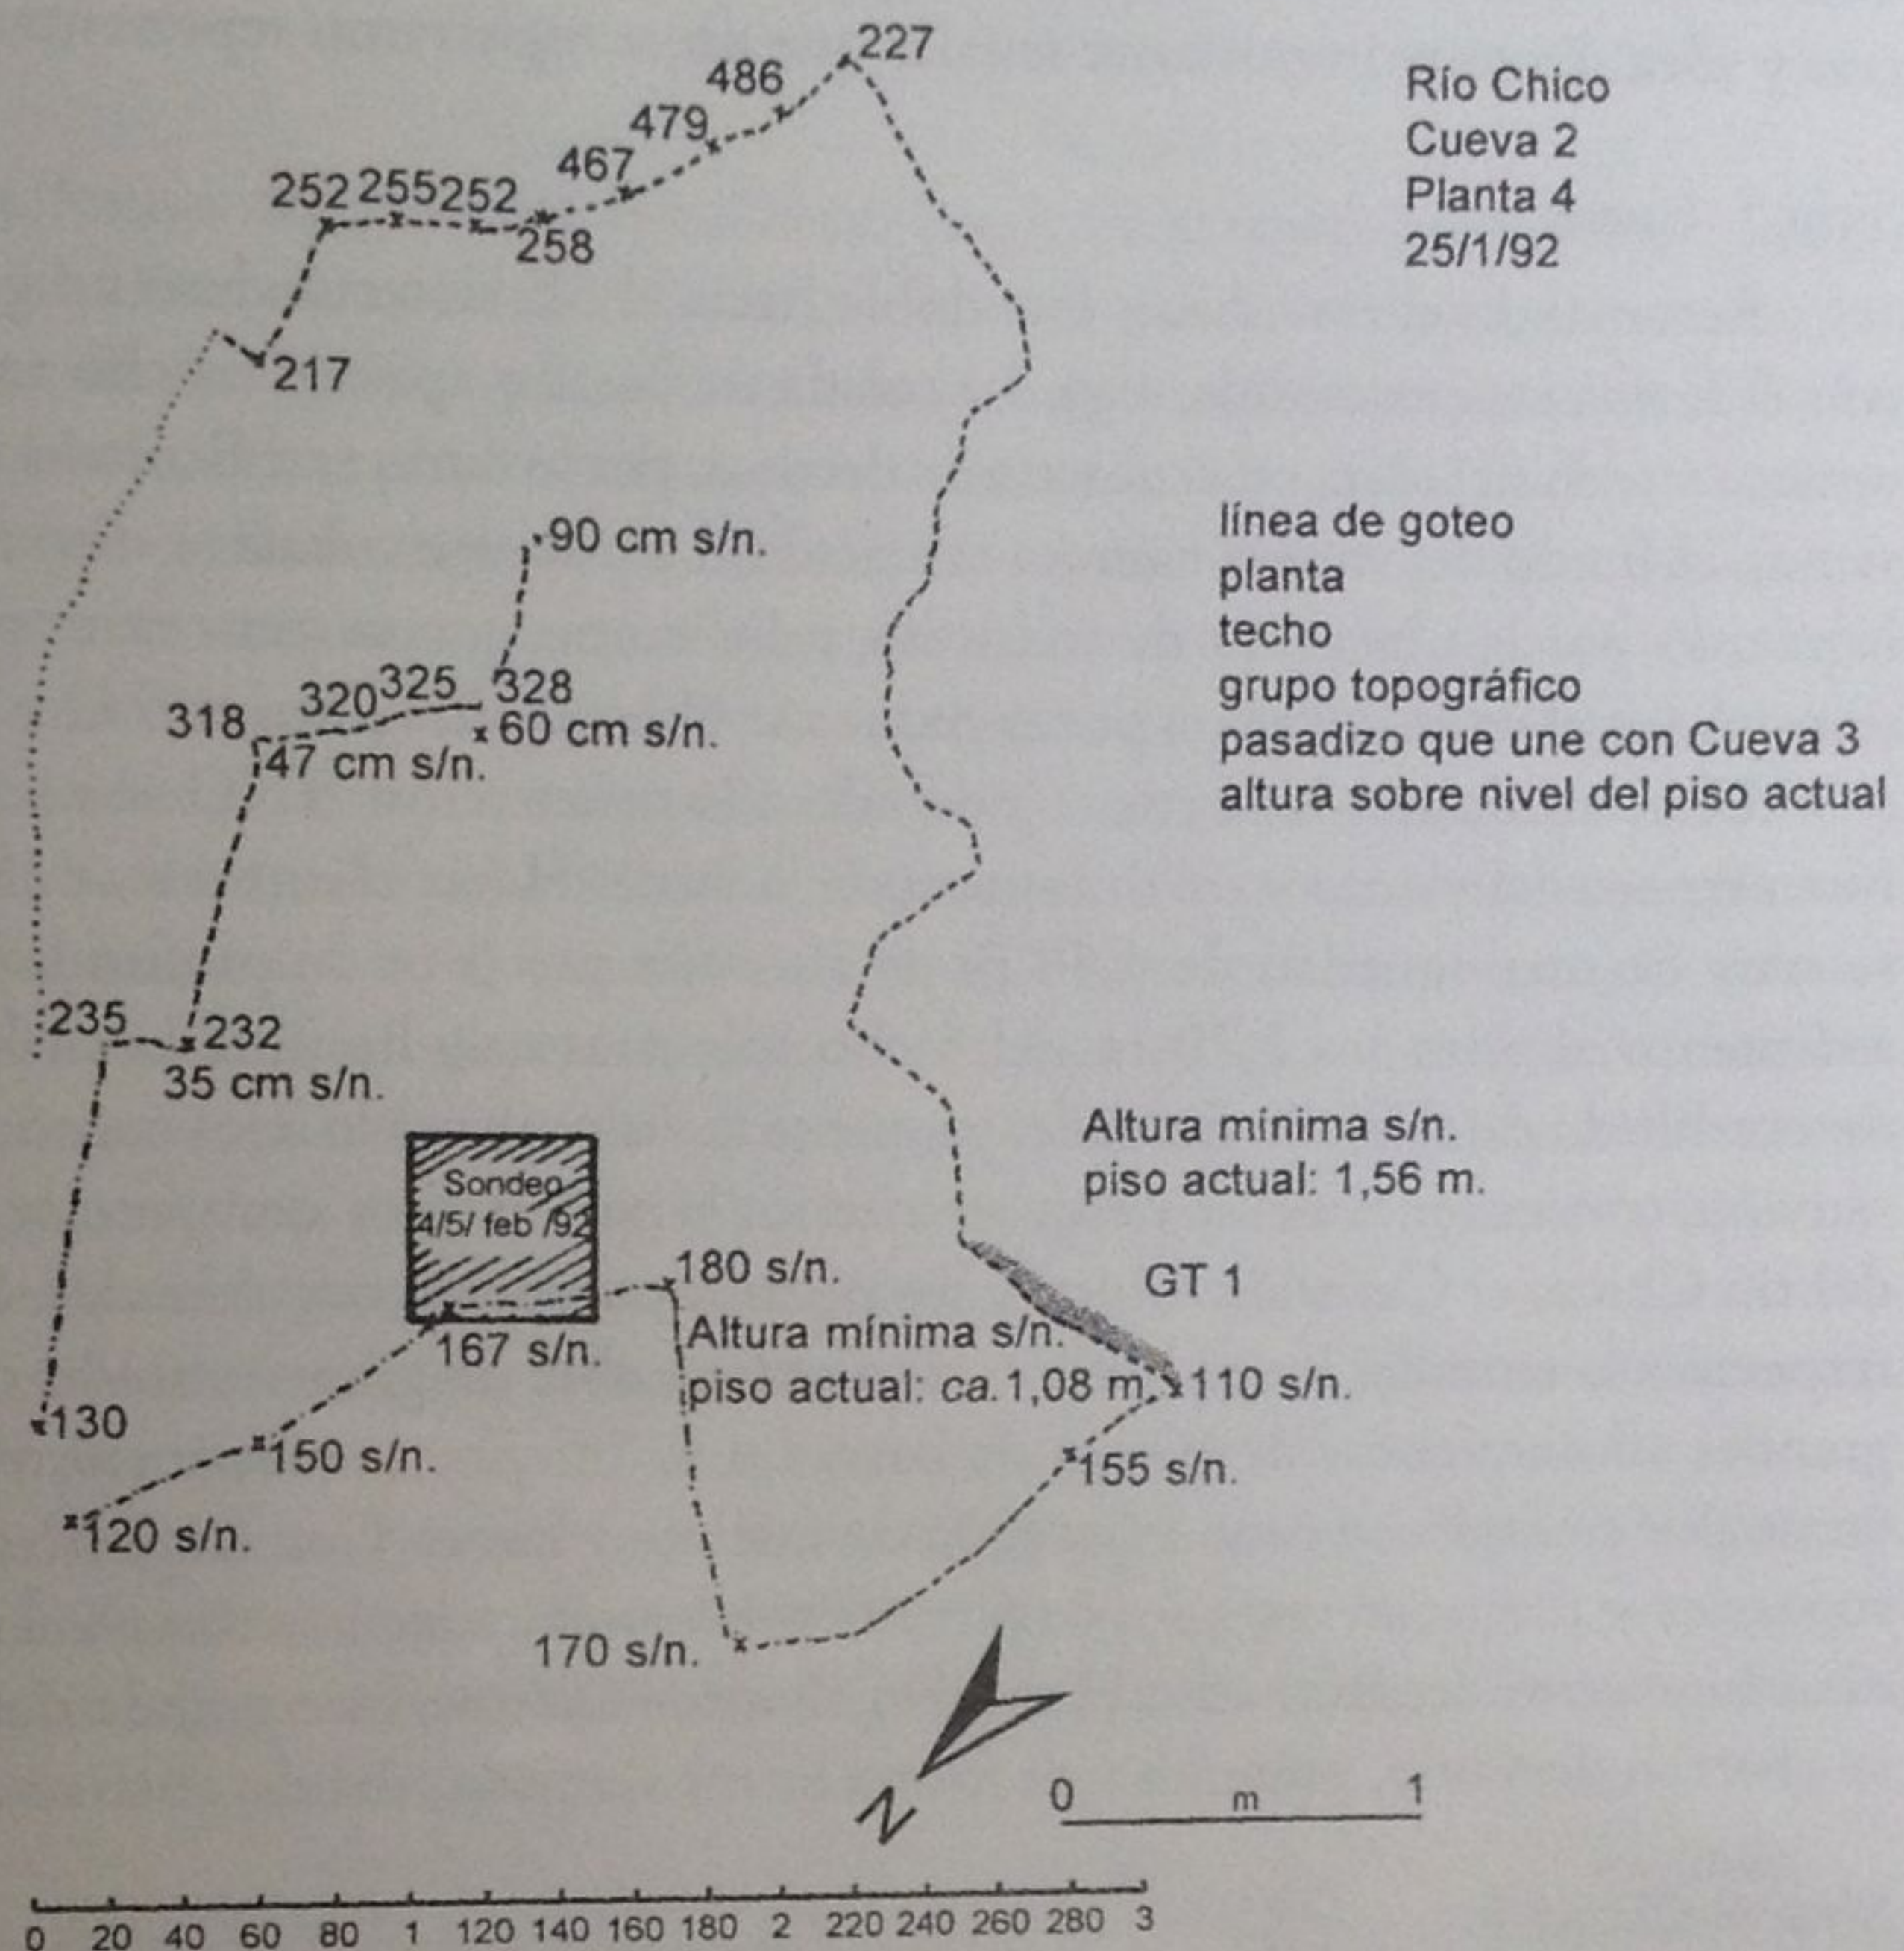 227
486
479
467
252 255 252
258
217
Río Chico
Cueva 2
Planta 4
25/1/92
90 cm s/n.
línea de goteo
planta
techo
grupo topográfico
pasadizo que une con Cueva 3
altura sobre nivel del piso actual
318 320 325 328
60 cm s/n.
47 cm s/n.
235 232
35 cm s/n.
Sondeo
4/5/ feb /92
Altura mínima s/n.
piso actual: 1,56 m.
GT 1
180 s/n.
167 s/n.
Altura mínima s/n.
piso actual: ca. 1,08 m.
110 s/n.
130
150 s/n.
155 s/n.
120 s/n.
170 s/n.
N
0 m 1
0 20 40 60 80 1 120 140 160 180 2 220 240 260 280 3